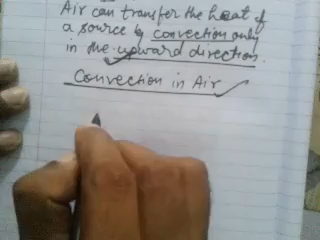 Air can transfer the heat of
a source by convection only
in the upward direction.
Convection in Air